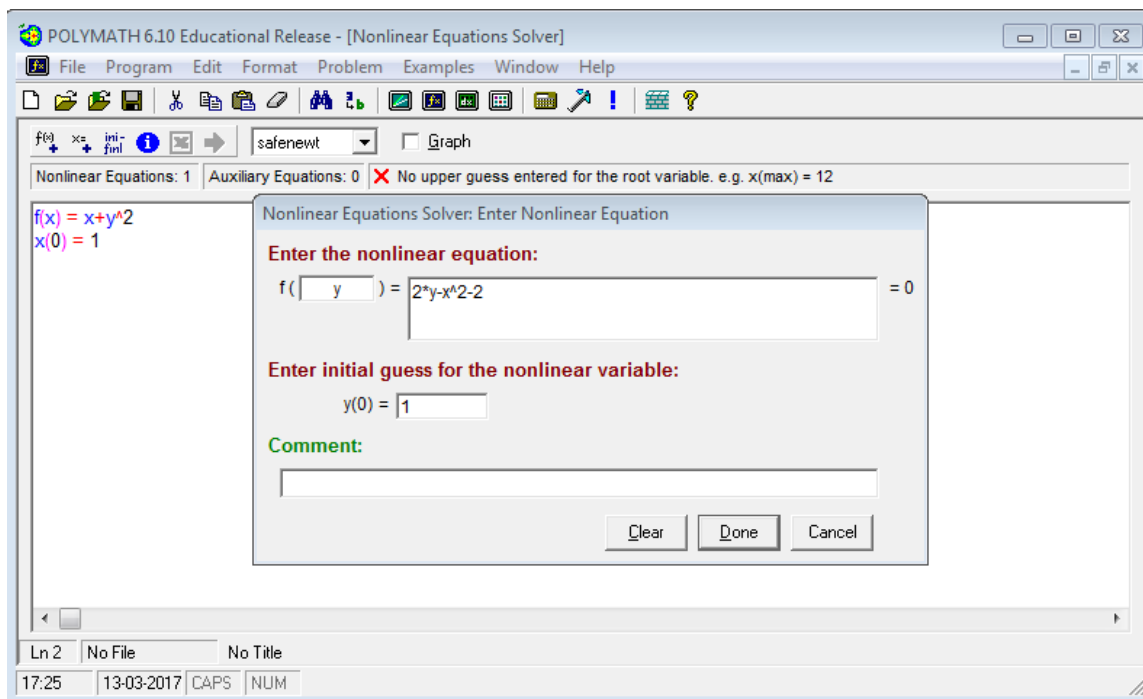 POLYMATH 6.10 Educational Release - [Nonlinear Equations Solver]
File Program Edit Format Problem Examples Window Help
f(x) x= ini- finl safenewt Graph
Nonlinear Equations: 1 Auxiliary Equations: 0 No upper guess entered for the root variable. e.g. x(max) = 12
f(x) = x+y^2
x(0) = 1
Nonlinear Equations Solver: Enter Nonlinear Equation
Enter the nonlinear equation:
f ( y ) = 2*y-x^2-2 = 0
Enter initial guess for the nonlinear variable:
y(0) = 1
Comment:
Clear Done Cancel
Ln 2 No File No Title
17:25 13-03-2017 CAPS NUM